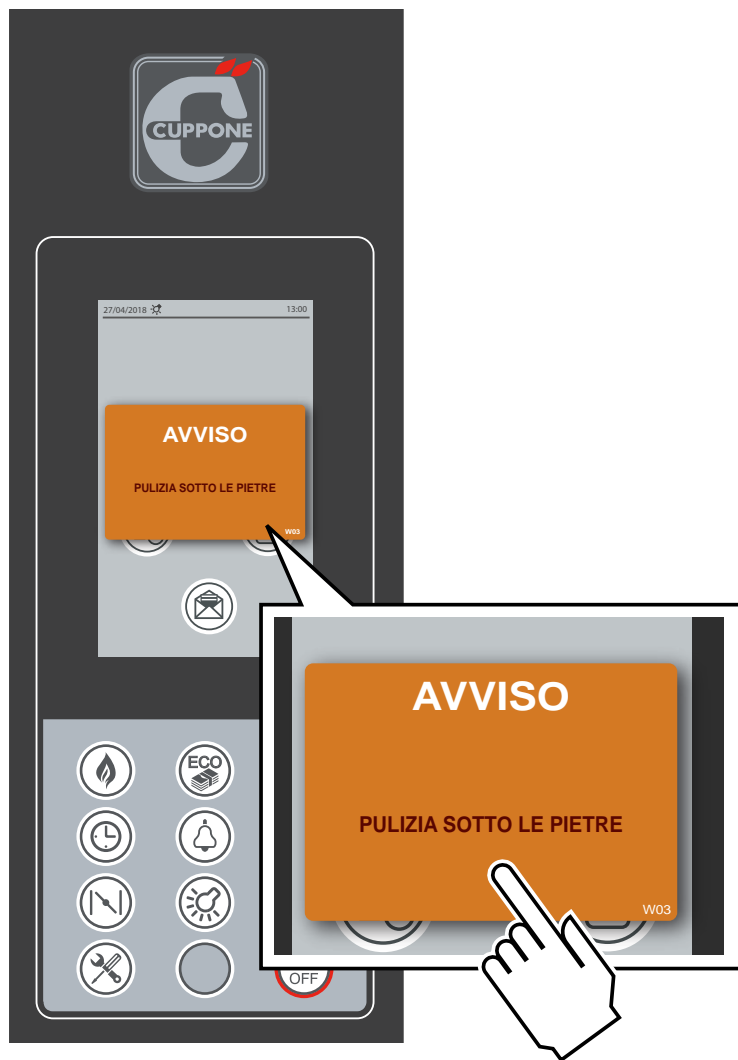 CUPPONE
27/04/2018 13:00
AVVISO
PULIZIA SOTTO LE PIETRE
W03
AVVISO
PULIZIA SOTTO LE PIETRE
W03
ECO
OFF